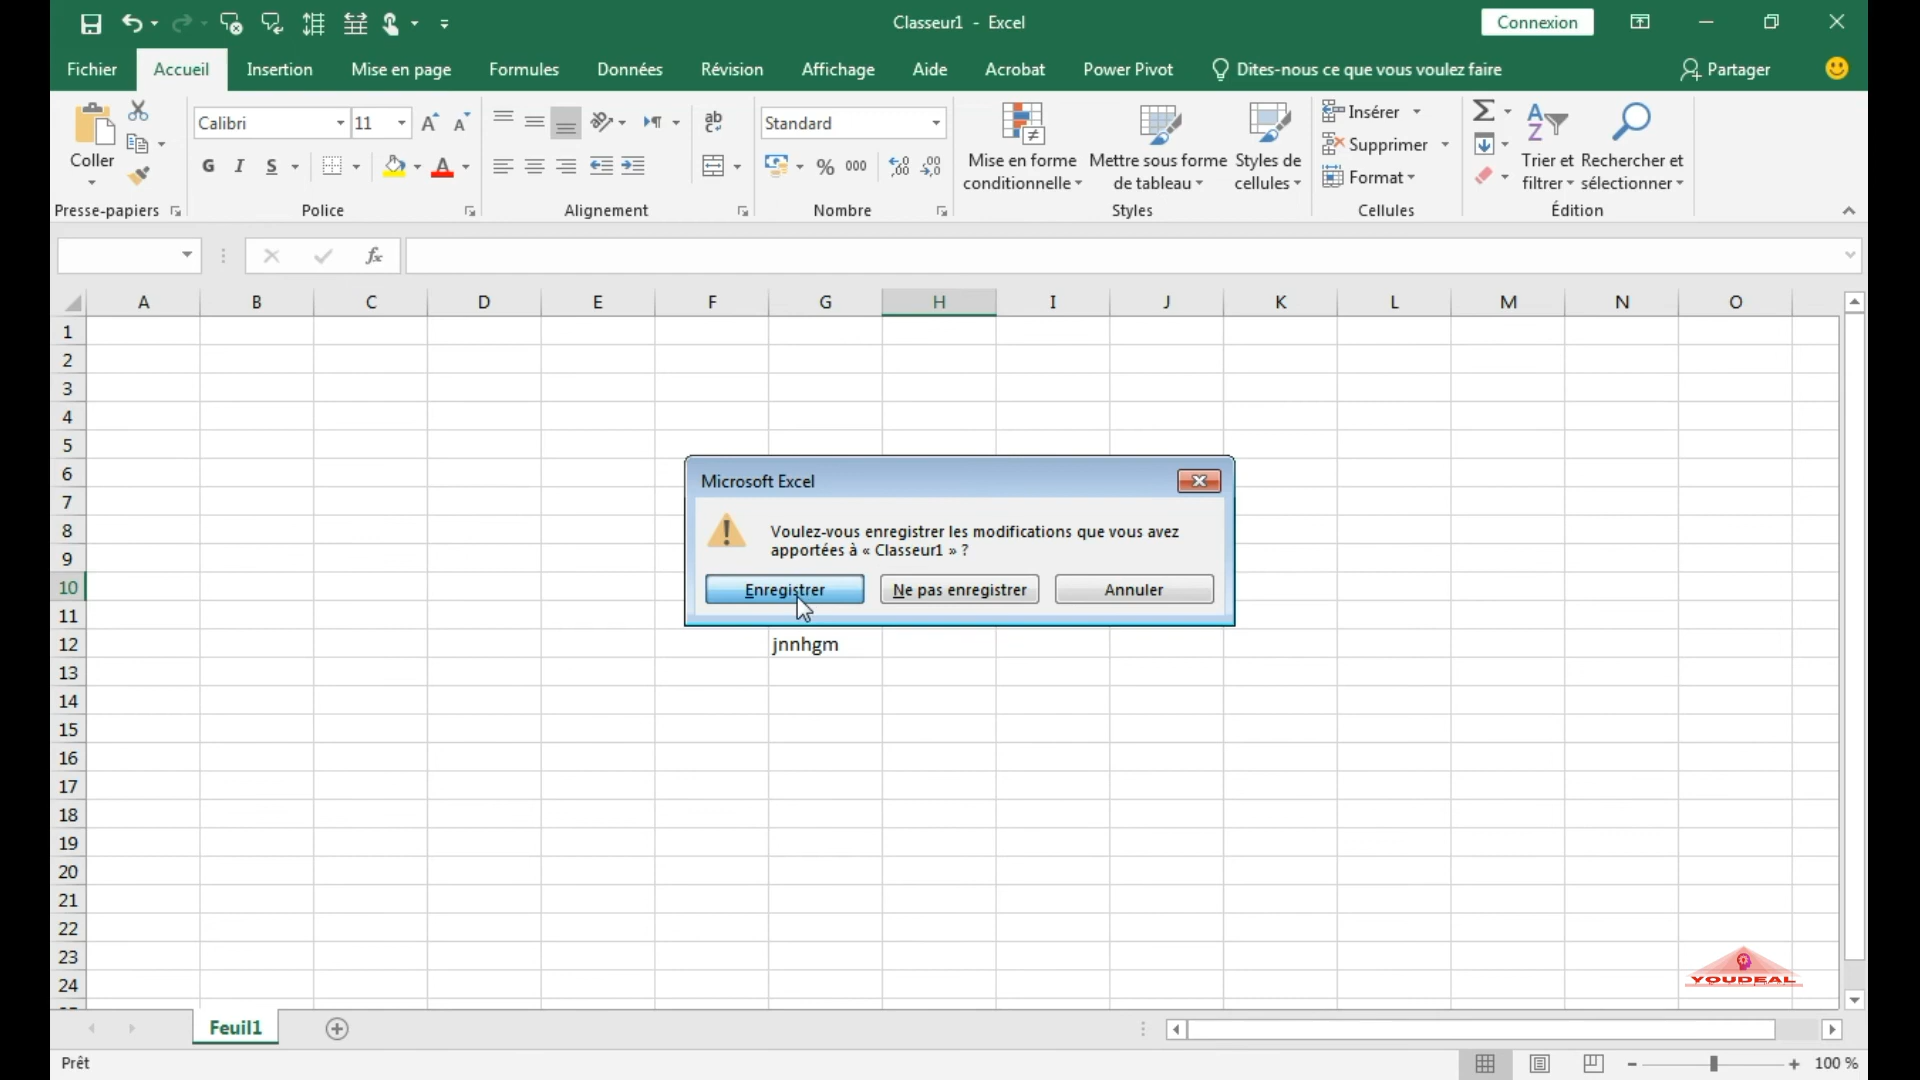 Classeur1 - Excel
Connexion
Fichier Accueil Insertion Mise en page Formules Données Révision Affichage Aide Acrobat Power Pivot Dites-nous ce que vous voulez faire Partager
Coller
Presse-papiers
Calibri 11
G I S
Police
Alignement
Standard
% 000
Nombre
Mise en forme
conditionnelle
Mettre sous forme
de tableau
Styles de
cellules
Styles
Insérer
Supprimer
Format
Cellules
Trier et
filtrer
Rechercher et
sélectionner
Édition
fx
A B C D E F G H I J K L M N O
1
2
3
4
5
6
7
8
9
10
11
12
13
14
15
16
17
18
19
20
21
22
23
24
Microsoft Excel
Voulez-vous enregistrer les modifications que vous avez
apportées à « Classeur1 » ?
Enregistrer Ne pas enregistrer Annuler
jnnhgm
YOUDEAL
Feuil1
Prêt
100 %